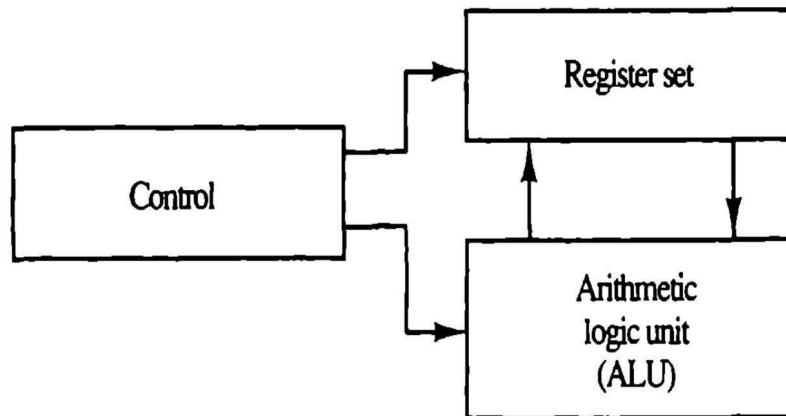 Register set
Control
Arithmetic
logic unit
(ALU)